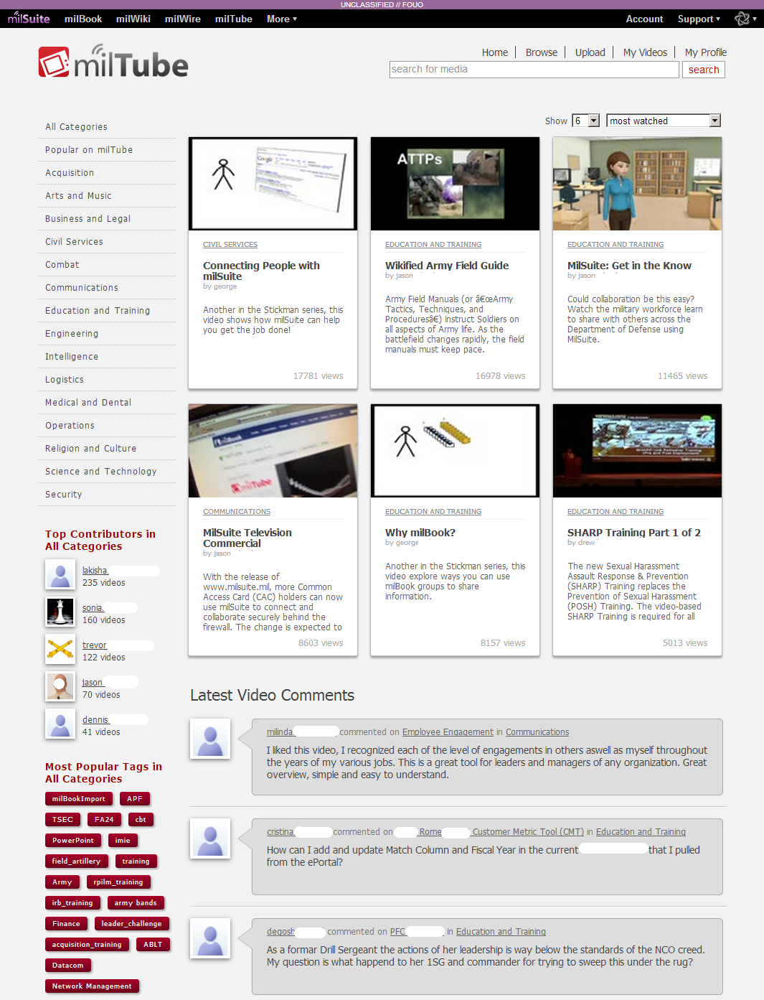 UNCLASSIFIED // FOUO
milSuite milBook milWiki milWire milTube More Account Support
milTube
Home Browse Upload My Videos My Profile
search for media search
Show 6 most watched
All Categories
Popular on milTube
Acquisition
Arts and Music
Business and Legal
Civil Services
Combat
Communications
Education and Training
Engineering
Intelligence
Logistics
Medical and Dental
Operations
Religion and Culture
Science and Technology
Security
Top Contributors in
All Categories
lakisha.
235 videos
sonia.
160 videos
trevor
122 videos
jason
70 videos
dennis.
41 videos
Most Popular Tags in
All Categories
milBookImport APF
TSEC FA24 cbt
PowerPoint imie
field_artillery training
Army rpilm_training
irb_training army bands
Finance leader_challenge
acquisition_training ABLT
Datacom
Network Management
Google
CIVIL SERVICES
Connecting People with
milSuite
by george
Another in the Stickman series, this
video shows how milSuite can help
you get the job done!
17781 views
ATTPs
EDUCATION AND TRAINING
Wikified Army Field Guide
by jason
Army Field Manuals (or â€œArmy
Tactics, Techniques, and
Proceduresâ€) instruct Soldiers on
all aspects of Army life. As the
battlefield changes rapidly, the field
manuals must keep pace.
16978 views
EDUCATION AND TRAINING
MilSuite: Get in the Know
by jason
Could collaboration be this easy?
Watch the military workforce learn
to share with others across the
Department of Defense using
MilSuite.
11465 views
milBook
milTube
COMMUNICATIONS
MilSuite Television
Commercial
by jason
With the release of
www.milsuite.mil, more Common
Access Card (CAC) holders can now
use milSuite to connect and
collaborate securely behind the
firewall. The change is expected to
8603 views
EDUCATION AND TRAINING
Why milBook?
by george
Another in the Stickman series, this
video explore ways you can use
milBook groups to share
information.
8157 views
EDUCATION AND TRAINING
SHARP Training Part 1 of 2
by drew
The new Sexual Harassment
Assault Response & Prevention
(SHARP) Training replaces the
Prevention of Sexual Harassment
(POSH) Training. The video-based
SHARP Training is required for all
5013 views
Latest Video Comments
milinda. commented on Employee Engagement in Communications
I liked this video, I recognized each of the level of engagements in others aswell as myself throughout
the years of my various jobs. This is a great tool for leaders and managers of any organization. Great
overview, simple and easy to understand.
cristina commented on Rome Customer Metric Tool (CMT) in Education and Training
How can I add and update Match Column and Fiscal Year in the current that I pulled
from the ePortal?
degosh commented on PFC in Education and Training
As a formar Drill Sergeant the actions of her leadership is way below the standards of the NCO creed.
My question is what happend to her 1SG and commander for trying to sweep this under the rug?